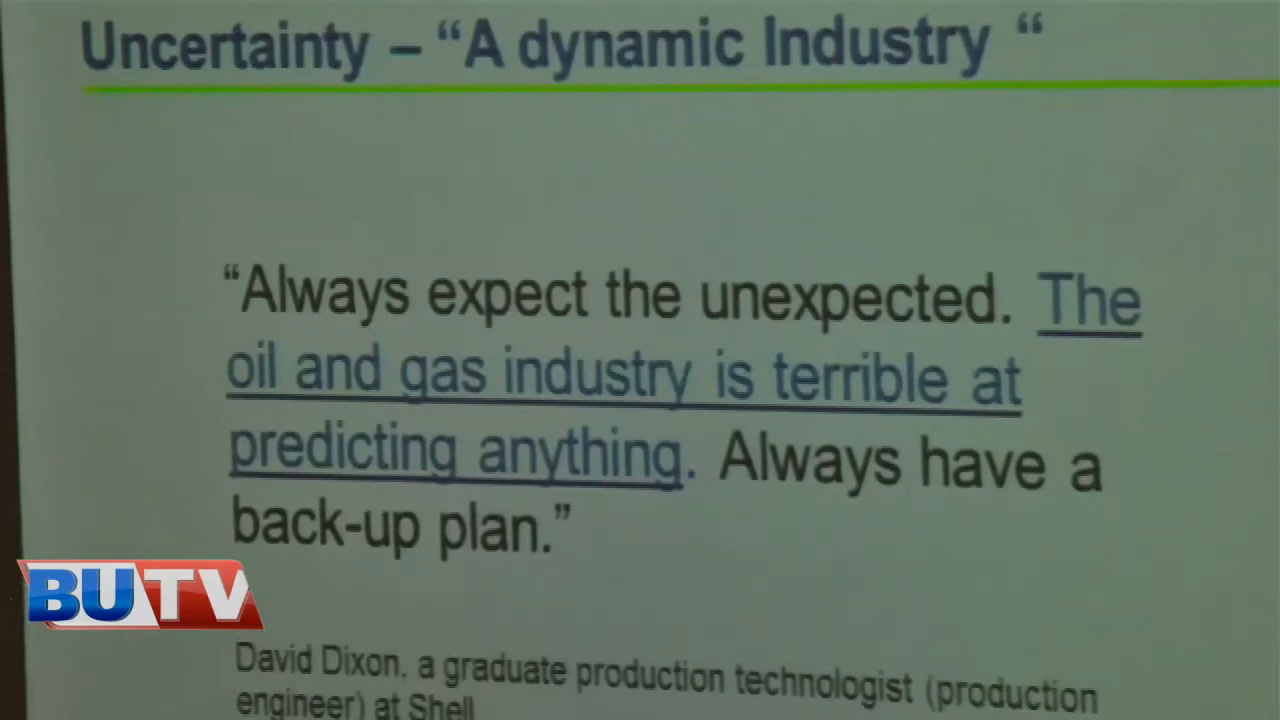 Uncertainty – “A dynamic Industry “
“Always expect the unexpected. The
oil and gas industry is terrible at
predicting anything. Always have a
back-up plan.”
BUTV
David Dixon, a graduate production technologist (production
engineer) at Shell